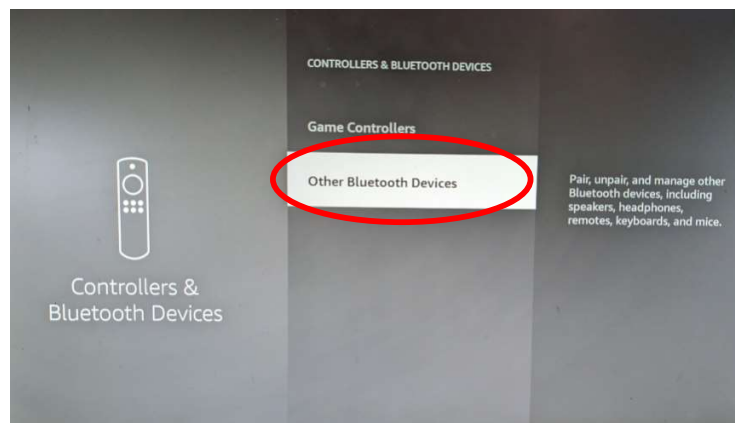 CONTROLLERS & BLUETOOTH DEVICES
Game Controllers
Other Bluetooth Devices
Pair, unpair, and manage other
Bluetooth devices, including
speakers, headphones,
remotes, keyboards, and mice.
Controllers &
Bluetooth Devices